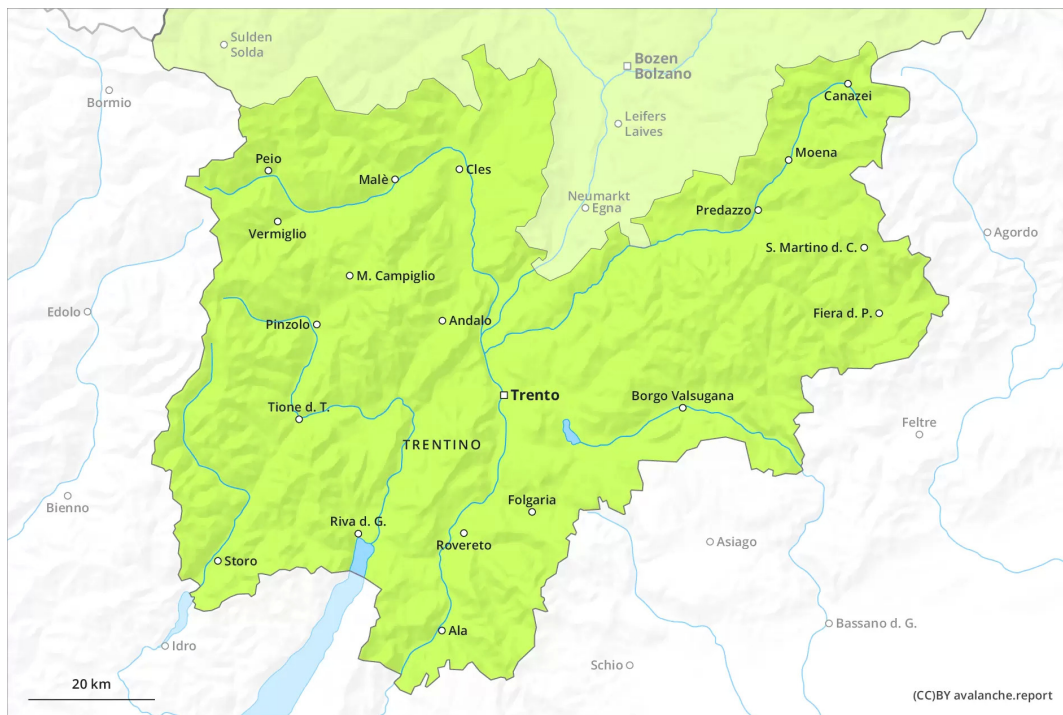 Sulden
Solda
Bozen
Bolzano
Bormio
Canazei
Leifers
Laives
Moena
Peio
Cles
Malè
Neumarkt
Egna
Predazzo
Vermiglio
Agordo
S. Martino d. C.
M. Campiglio
Edolo
Fiera d. P.
Andalo
Pinzolo
Trento
Borgo Valsugana
Tione d. T.
Feltre
TRENTINO
Bienno
Folgaria
Riva d. G.
Rovereto
Asiago
Storo
Bassano d. G.
Ala
Idro
Schio
20 km
(CC)BY avalanche.report